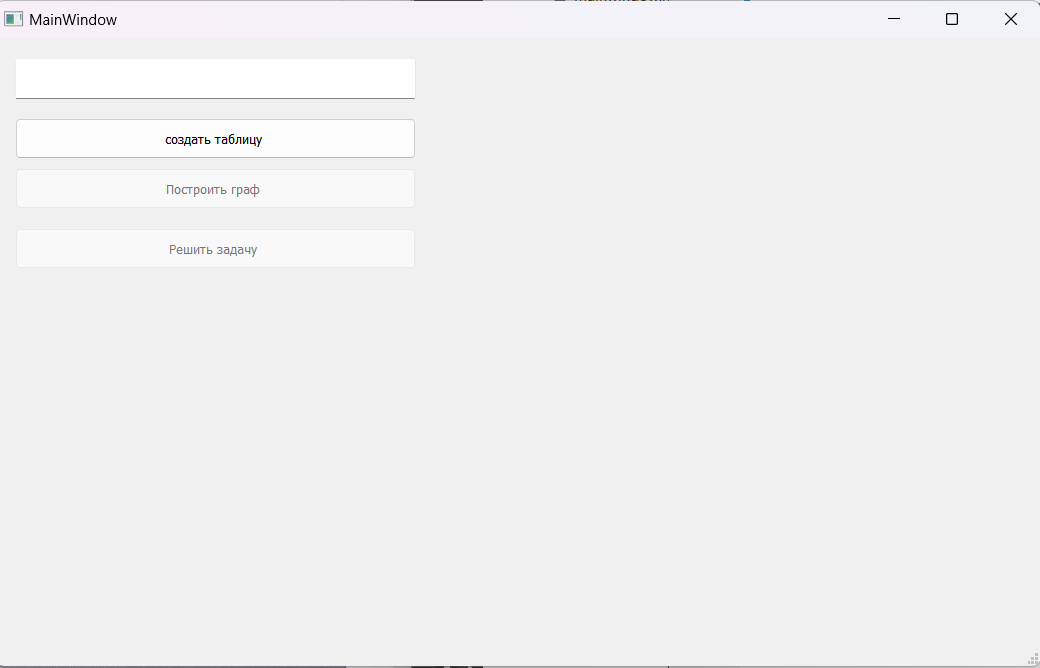 MainWindow
создать таблицу
Построить граф
Решить задачу